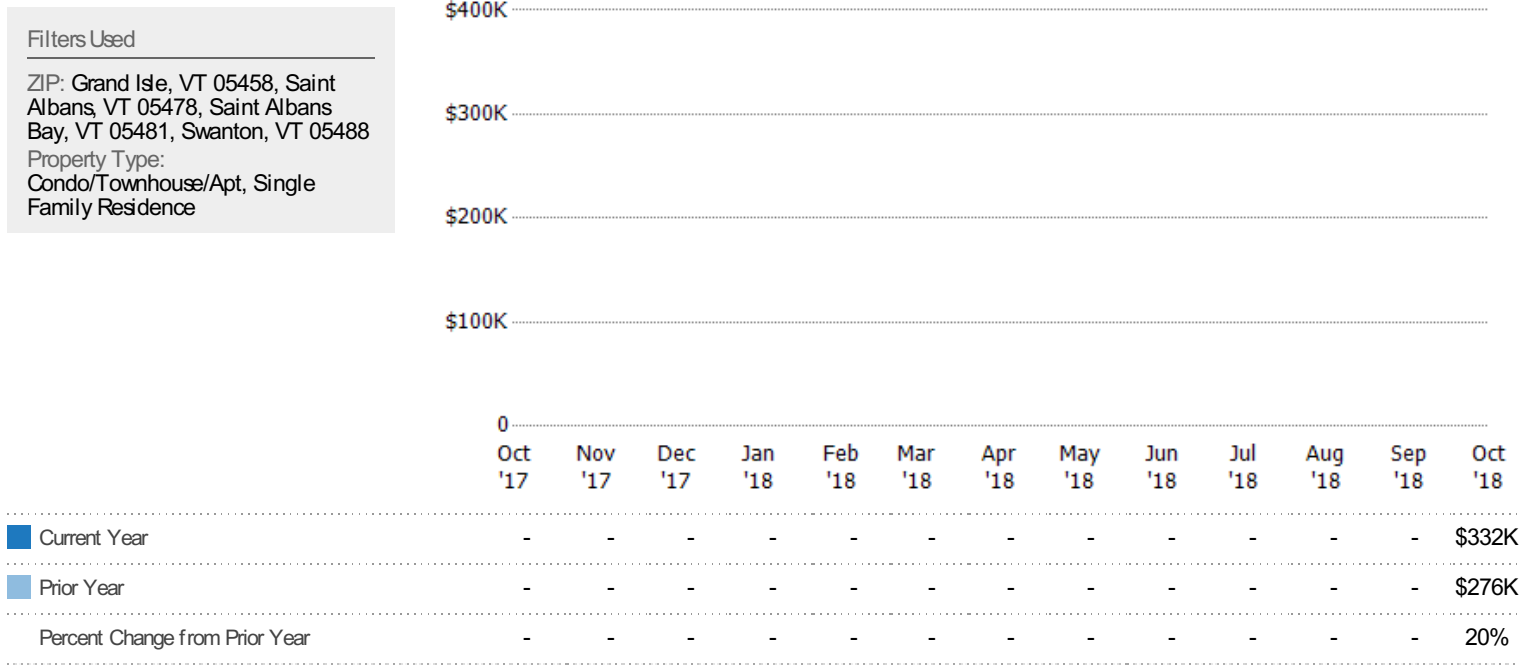 Filters Used
ZIP: Grand Isle, VT 05458, Saint
Albans, VT 05478, Saint Albans
Bay, VT 05481, Swanton, VT 05488
Property Type:
Condo/Townhouse/Apt, Single
Family Residence
$400K
$300K
$200K
$100K
0
Oct Nov Dec Jan Feb Mar Apr May Jun Jul Aug Sep Oct
'17 '17 '17 '18 '18 '18 '18 '18 '18 '18 '18 '18 '18
Current Year - - - - - - - - - - - - $332K
Prior Year - - - - - - - - - - - - $276K
Percent Change from Prior Year - - - - - - - - - - - - 20%